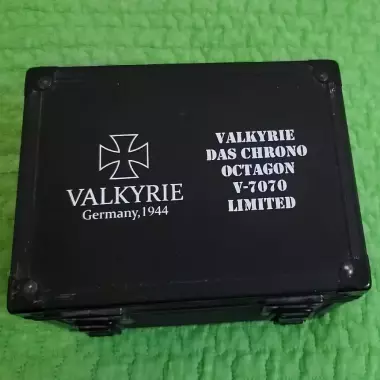 VALKYRIE
Germany,1944
VALKYRIE
DAS CHRONO
OCTAGON
V-7070
LIMITED